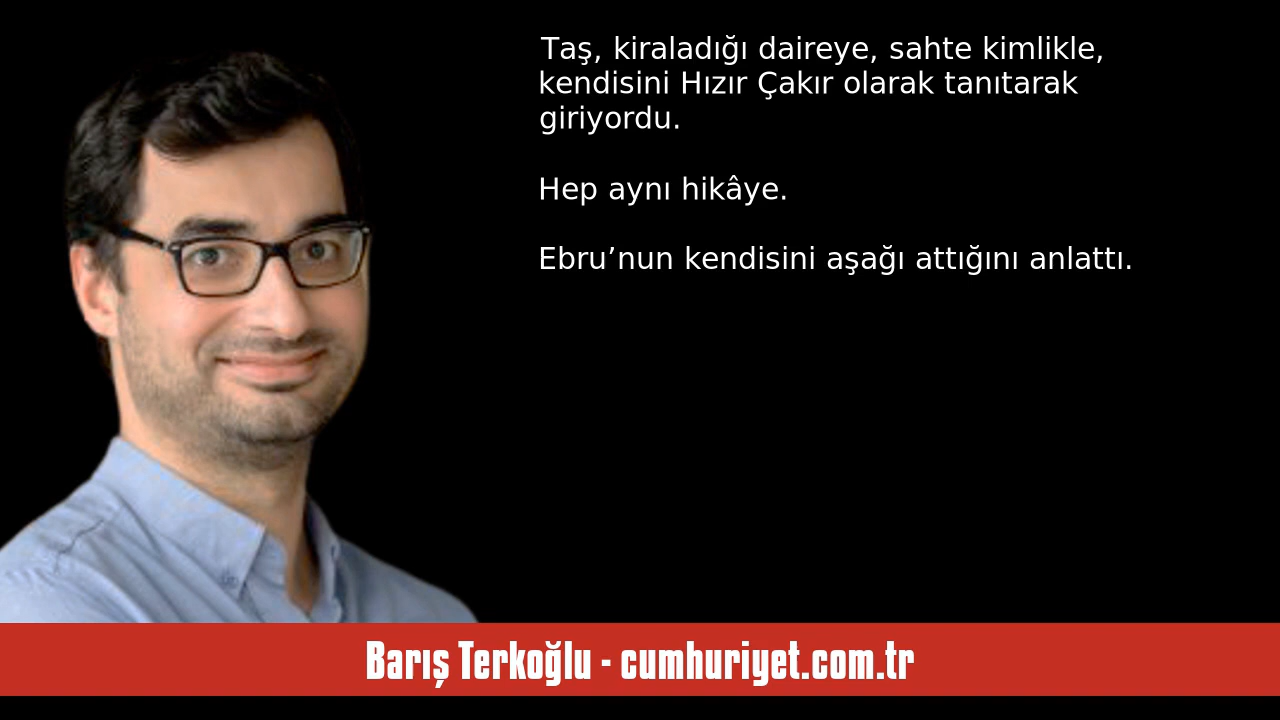 Taş, kiraladığı daireye, sahte kimlikle,
kendisini Hızır Çakır olarak tanıtarak
giriyordu.
Hep aynı hikâye.
Ebru’nun kendisini aşağı attığını anlattı.
Barış Terkoğlu - cumhuriyet.com.tr